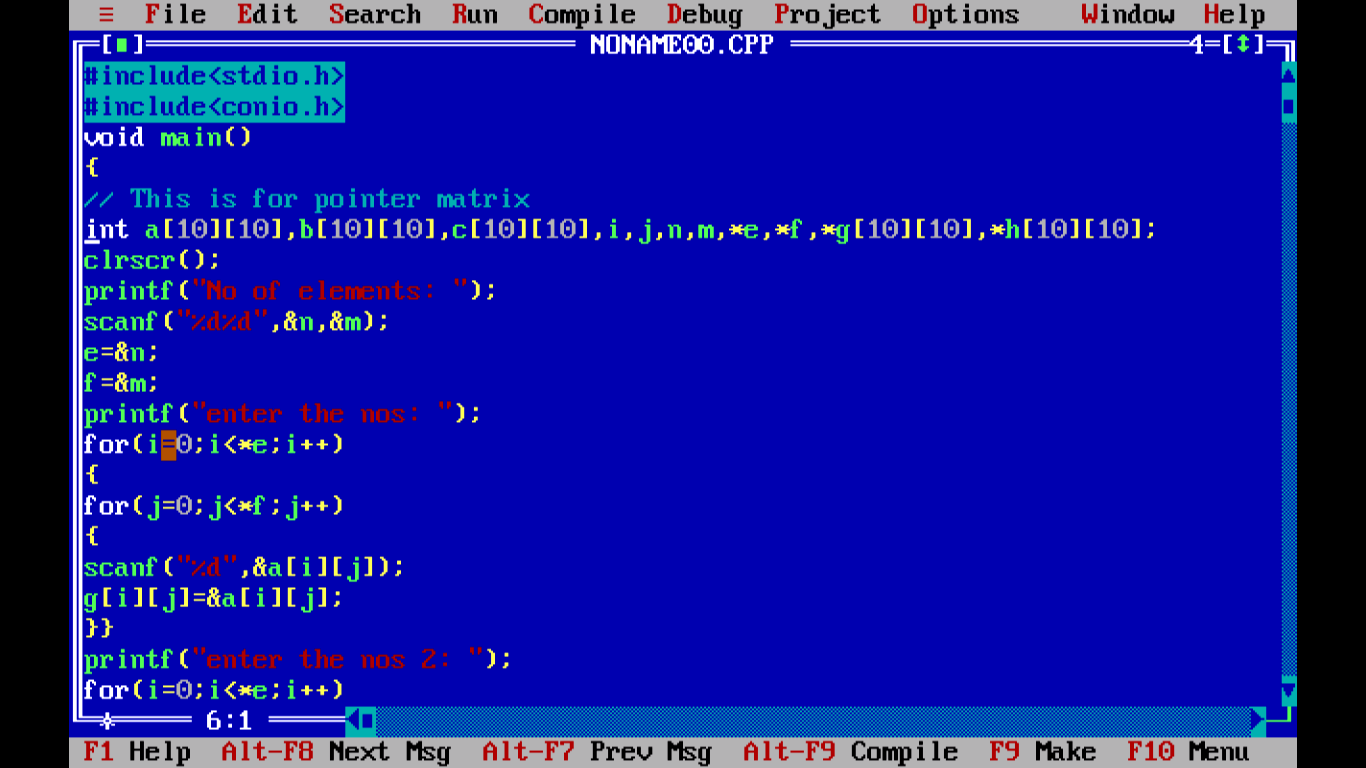 ≡ File Edit Search Run Compile Debug Project Options Window Help
[■] NONAME00.CPP 4=[↕]
#include<stdio.h>
#include<conio.h>
void main()
{
// This is for pointer matrix
int a[10][10],b[10][10],c[10][10],i,j,n,m,*e,*f,*g[10][10],*h[10][10];
clrscr();
printf("No of elements: ");
scanf("%d%d",&n,&m);
e=&n;
f=&m;
printf("enter the nos: ");
for(i=0;i<*e;i++)
{
for(j=0;j<*f;j++)
{
scanf("%d",&a[i][j]);
g[i][j]=&a[i][j];
}}
printf("enter the nos 2: ");
for(i=0;i<*e;i++)
6:1
F1 Help Alt-F8 Next Msg Alt-F7 Prev Msg Alt-F9 Compile F9 Make F10 Menu